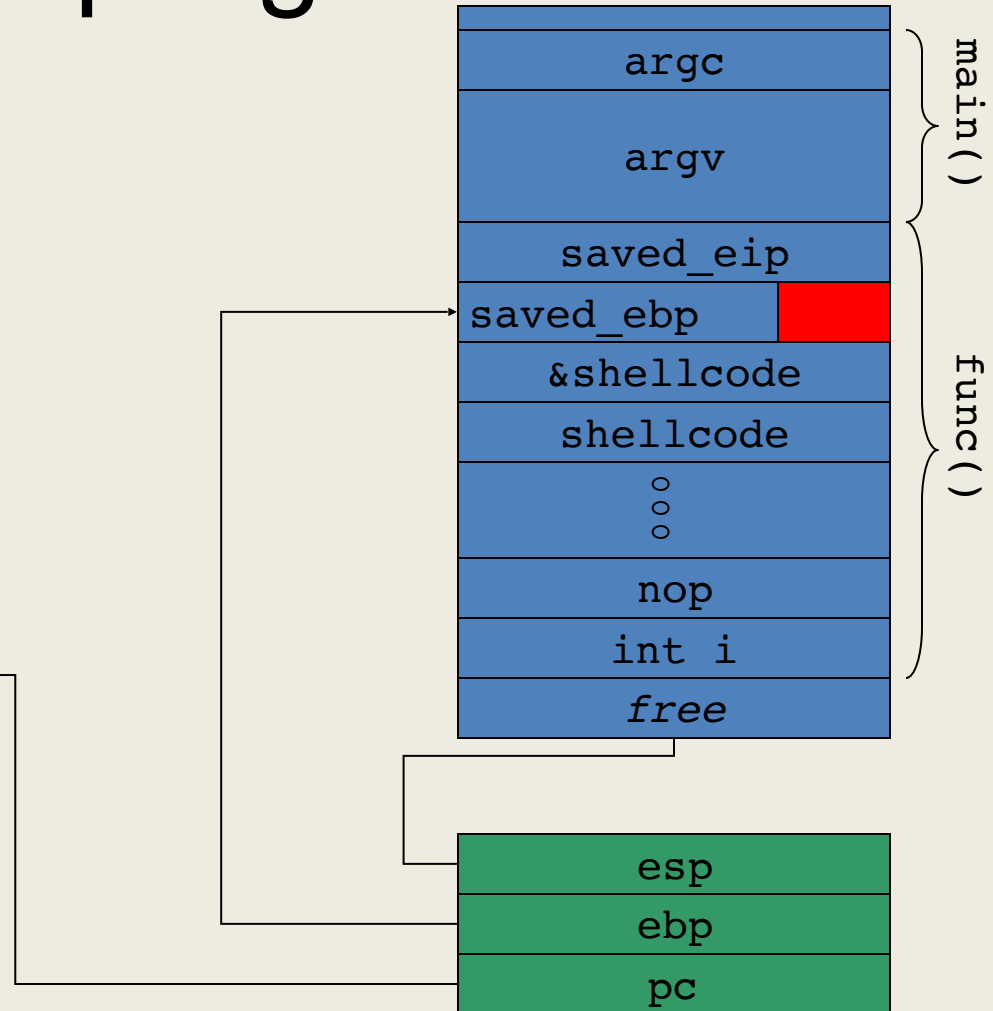 argc
argv
saved_eip
saved_ebp
&shellcode
shellcode
nop
int i
free
esp
ebp
pc
main()
func()